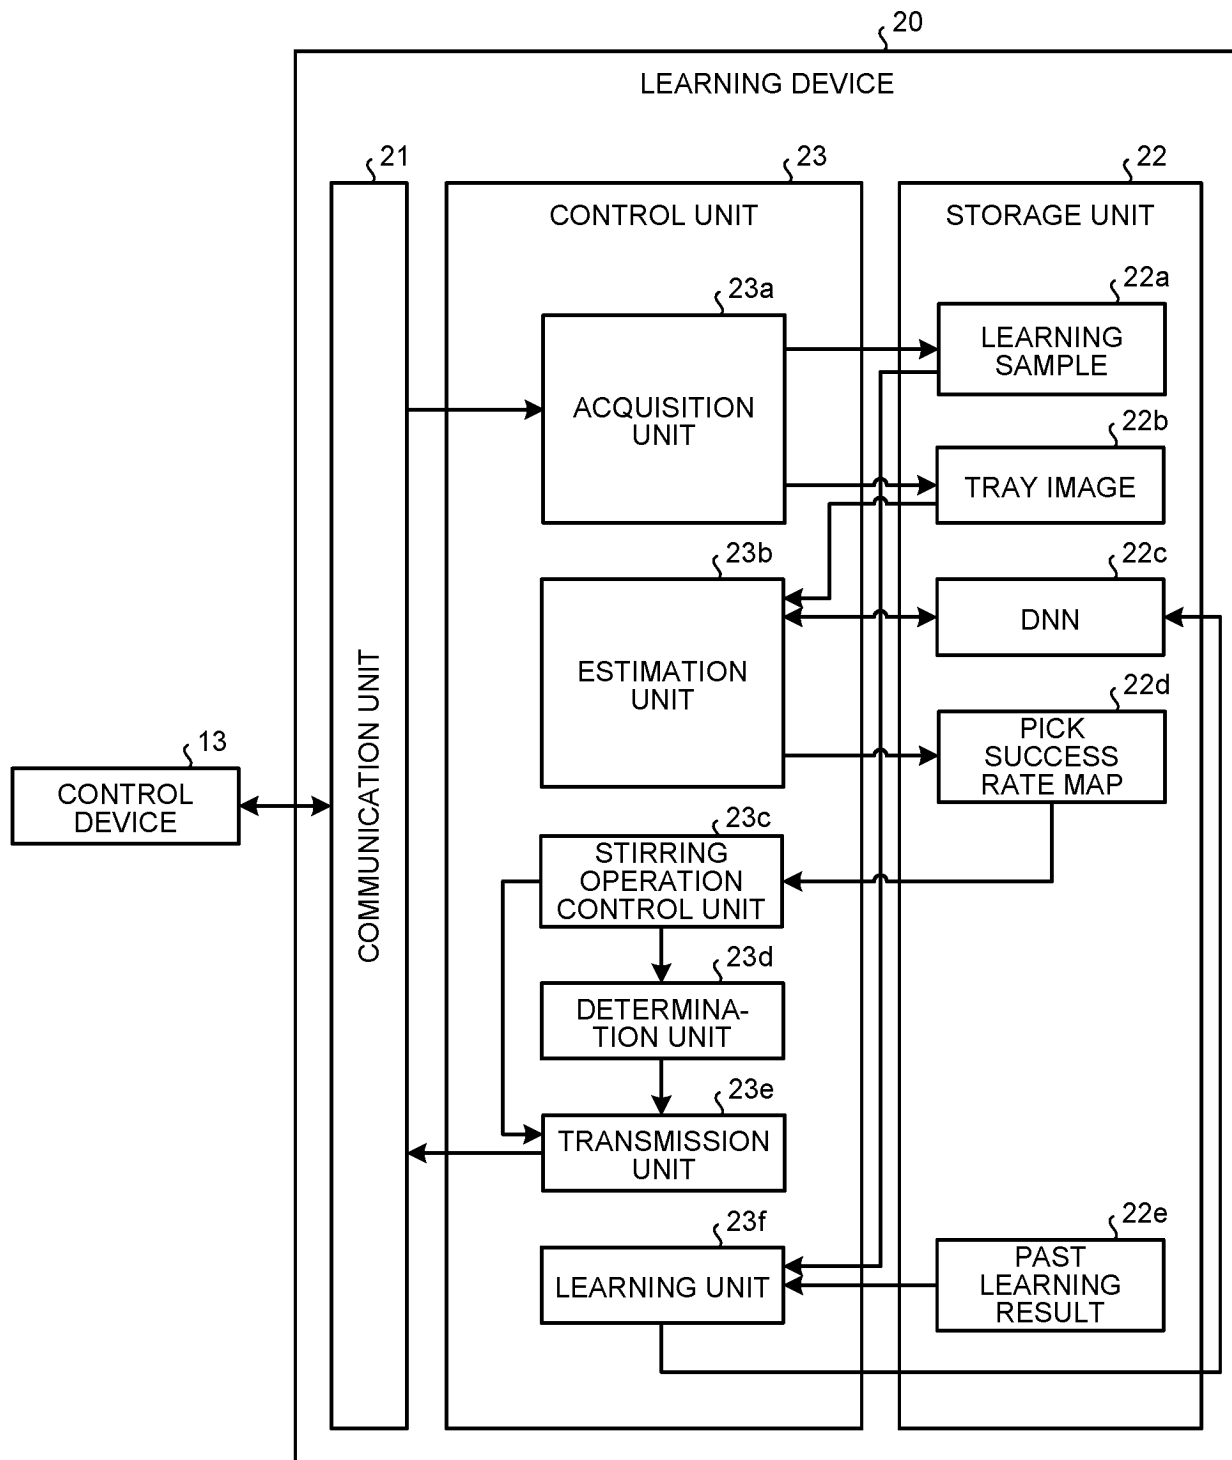 20
LEARNING DEVICE
21
23
22
CONTROL UNIT
STORAGE UNIT
23a
22a
ACQUISITION
UNIT
LEARNING
SAMPLE
22b
TRAY IMAGE
23b
22c
ESTIMATION
UNIT
DNN
22d
PICK
SUCCESS
RATE MAP
13
CONTROL
DEVICE
COMMUNICATION UNIT
23c
STIRRING
OPERATION
CONTROL UNIT
23d
DETERMINA-
TION UNIT
23e
TRANSMISSION
UNIT
23f
LEARNING UNIT
22e
PAST
LEARNING
RESULT